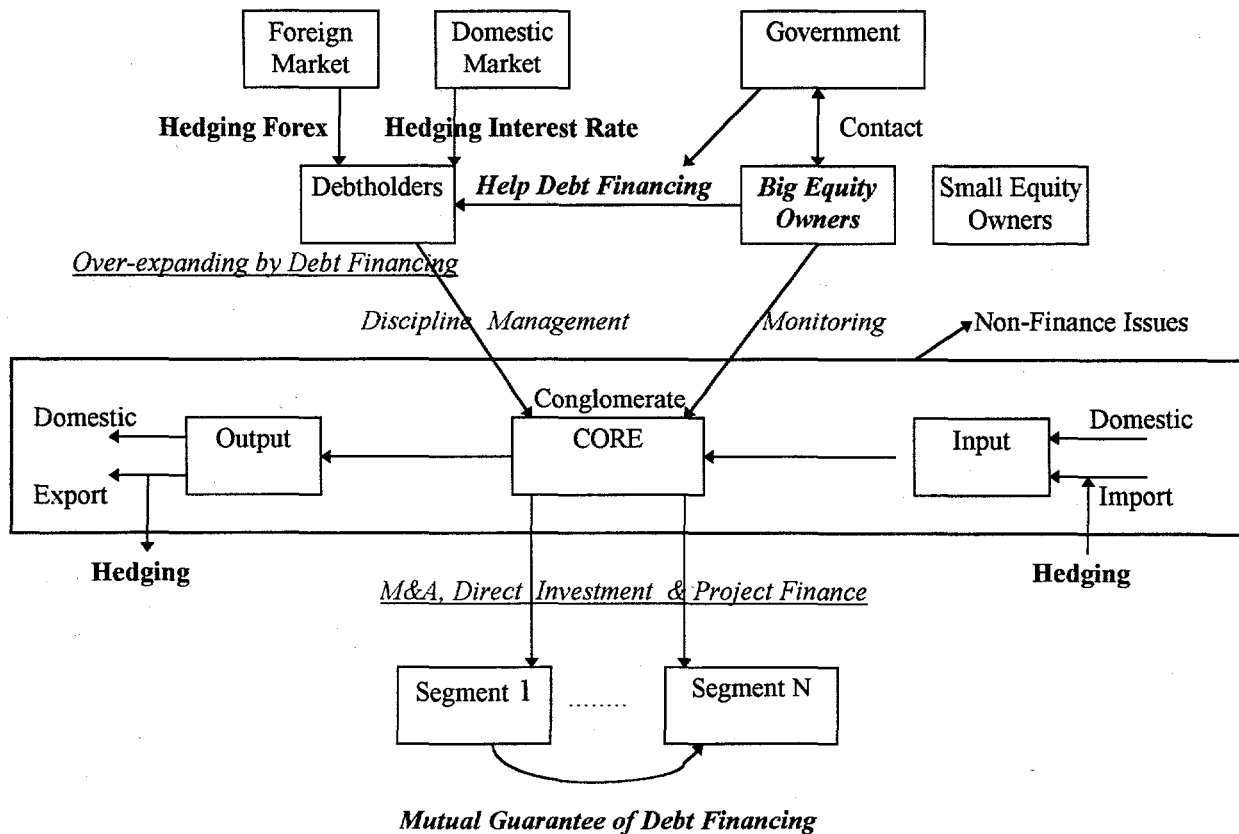 Foreign
Market
Domestic
Market
Government
Hedging Forex
Hedging Interest Rate
Contact
Debtholders
Help Debt Financing
Big Equity
Owners
Small Equity
Owners
Over-expanding by Debt Financing
Discipline Management
Monitoring
Non-Finance Issues
Conglomerate
Domestic
Output
CORE
Input
Domestic
Export
Import
Hedging
Hedging
M&A, Direct Investment & Project Finance
Segment 1
........
Segment N
Mutual Guarantee of Debt Financing